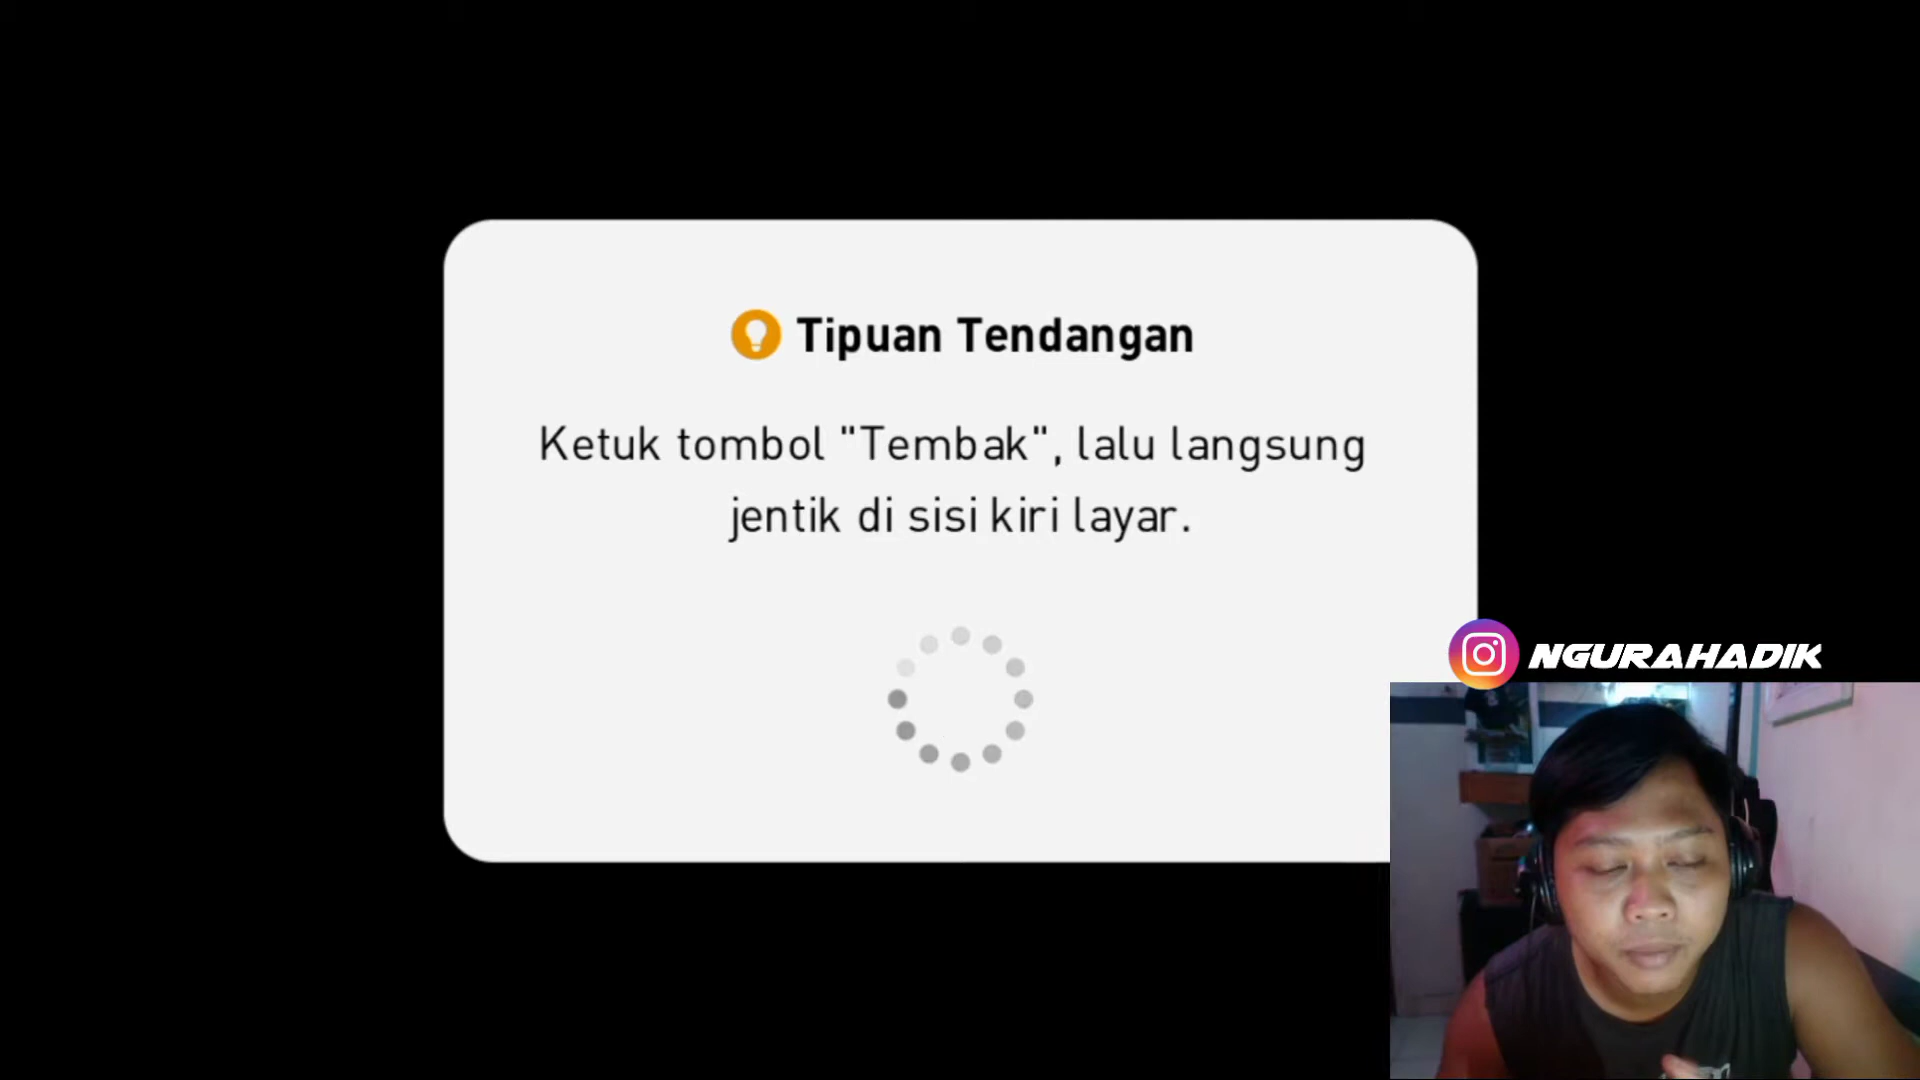 Tipuan Tendangan
Ketuk tombol "Tembak", lalu langsung
jentik di sisi kiri layar.
NGURAHADIK